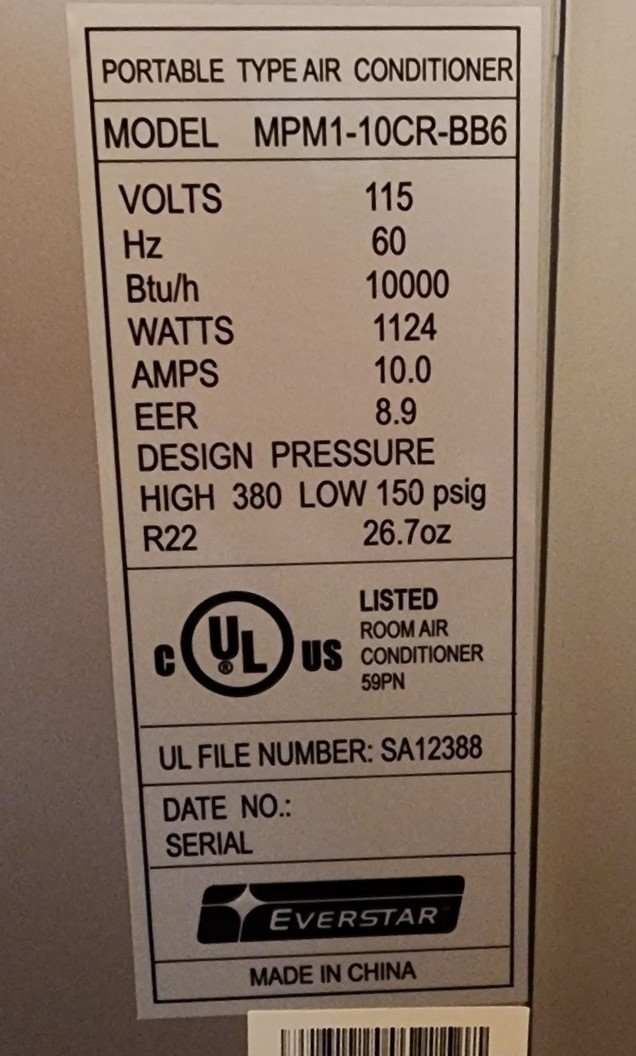 PORTABLE TYPE AIR CONDITIONER
MODEL MPM1-10CR-BB6
VOLTS 115
Hz 60
Btu/h 10000
WATTS 1124
AMPS 10.0
EER 8.9
DESIGN PRESSURE
HIGH 380 LOW 150 psig
R22 26.7oz
C UL® US LISTED
ROOM AIR
CONDITIONER
59PN
UL FILE NUMBER: SA12388
DATE NO.:
SERIAL
EVERSTAR
MADE IN CHINA